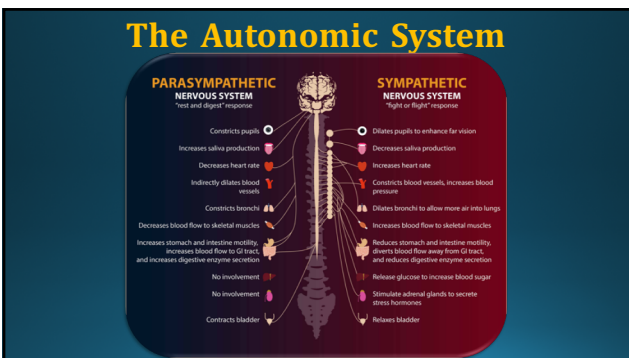 The Autonomic System
PARASYMPATHETIC
NERVOUS SYSTEM
"rest and digest" response
Constricts pupils
Increases saliva production
Decreases heart rate
Indirectly dilates blood
vessels
Constricts bronchi
Decreases blood flow to skeletal muscles
Increases stomach and intestine motility,
increases blood flow to GI tract,
and increases digestive enzyme secretion
No involvement
No involvement
Contracts bladder
SYMPATHETIC
NERVOUS SYSTEM
"fight or flight" response
Dilates pupils to enhance far vision
Decreases saliva production
Increases heart rate
Constricts blood vessels, increases blood
pressure
Dilates bronchi to allow more air into lungs
Increases blood flow to skeletal muscles
Reduces stomach and intestine motility,
diverts blood flow away from GI tract,
and reduces digestive enzyme secretion
Release glucose to increase blood sugar
Stimulate adrenal glands to secrete
stress hormones
Relaxes bladder